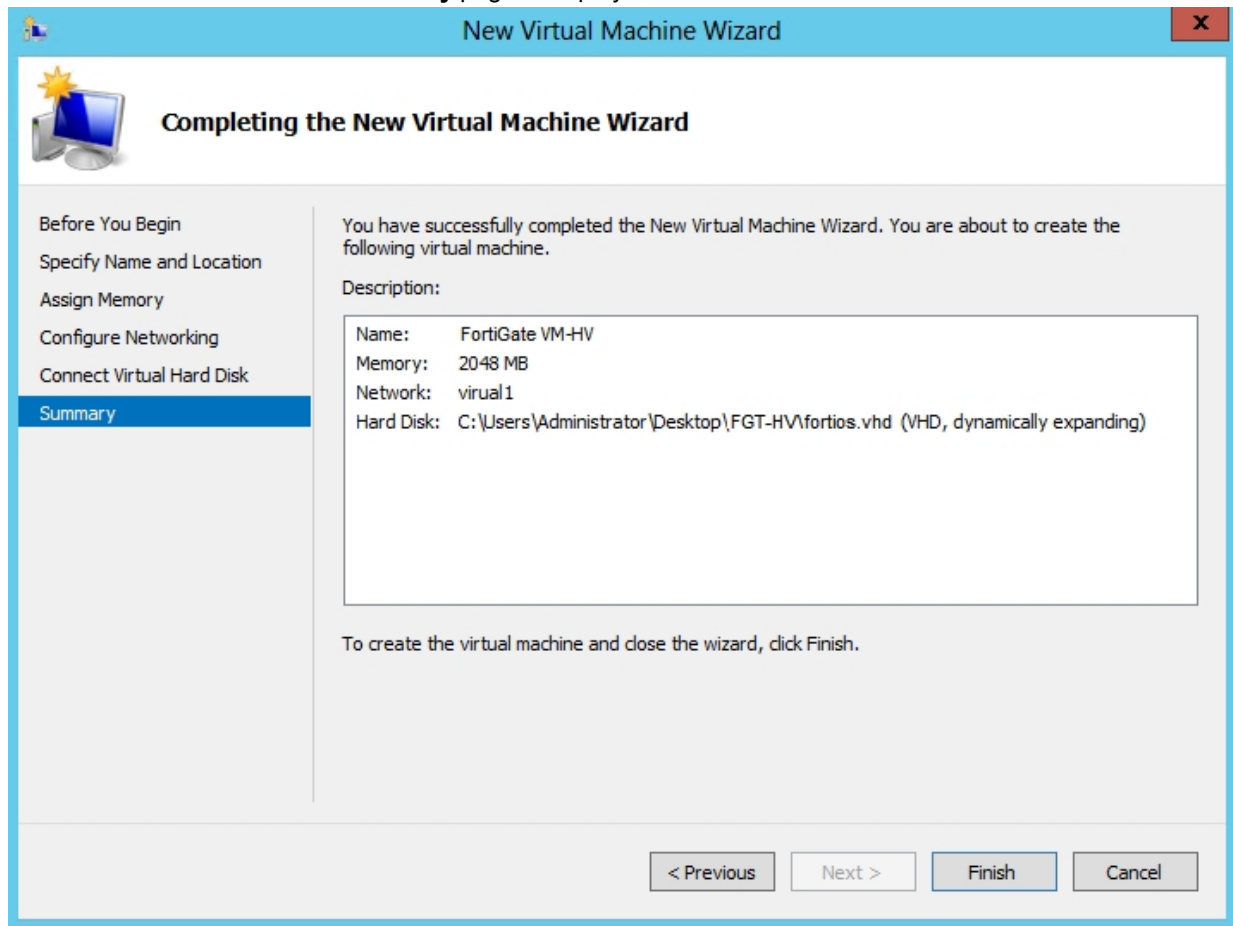 New Virtual Machine Wizard
x
Completing the New Virtual Machine Wizard
Before You Begin
Specify Name and Location
Assign Memory
Configure Networking
Connect Virtual Hard Disk
Summary
You have successfully completed the New Virtual Machine Wizard. You are about to create the
following virtual machine.
Description:
Name: FortiGate VM-HV
Memory: 2048 MB
Network: virual1
Hard Disk: C:\Users\Administrator\Desktop\FGT-HV\fortios.vhd (VHD, dynamically expanding)
To create the virtual machine and close the wizard, click Finish.
< Previous Next > Finish Cancel